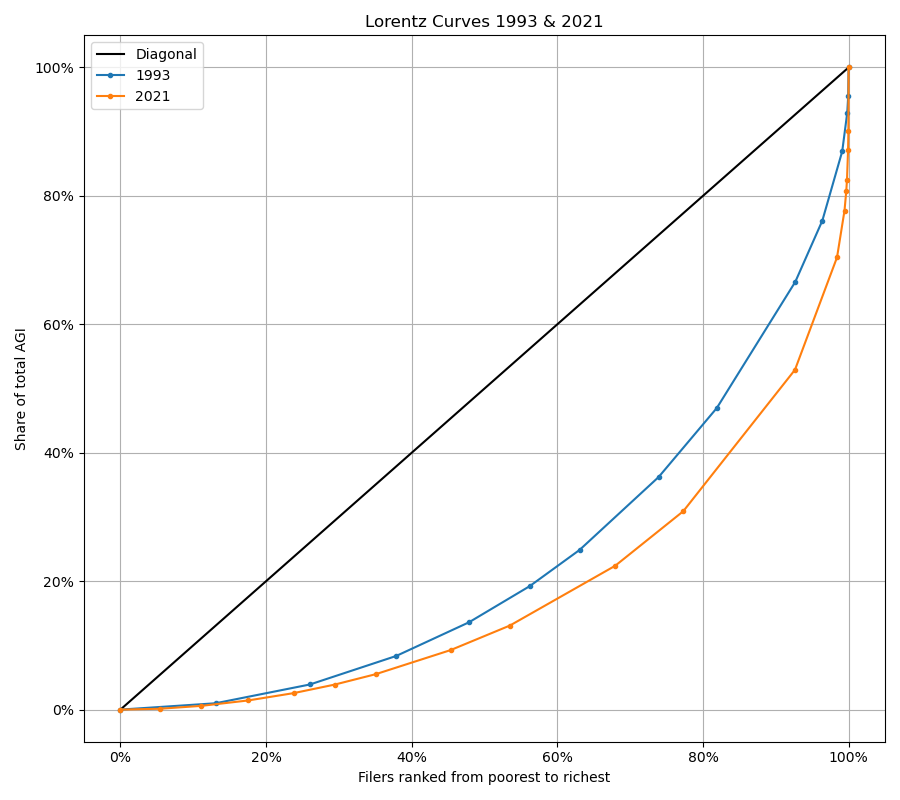 Lorentz Curves 1993 & 2021
Diagonal
1993
2021
100%
80%
60%
40%
20%
0%
Share of total AGI
0% 20% 40% 60% 80% 100%
Filers ranked from poorest to richest